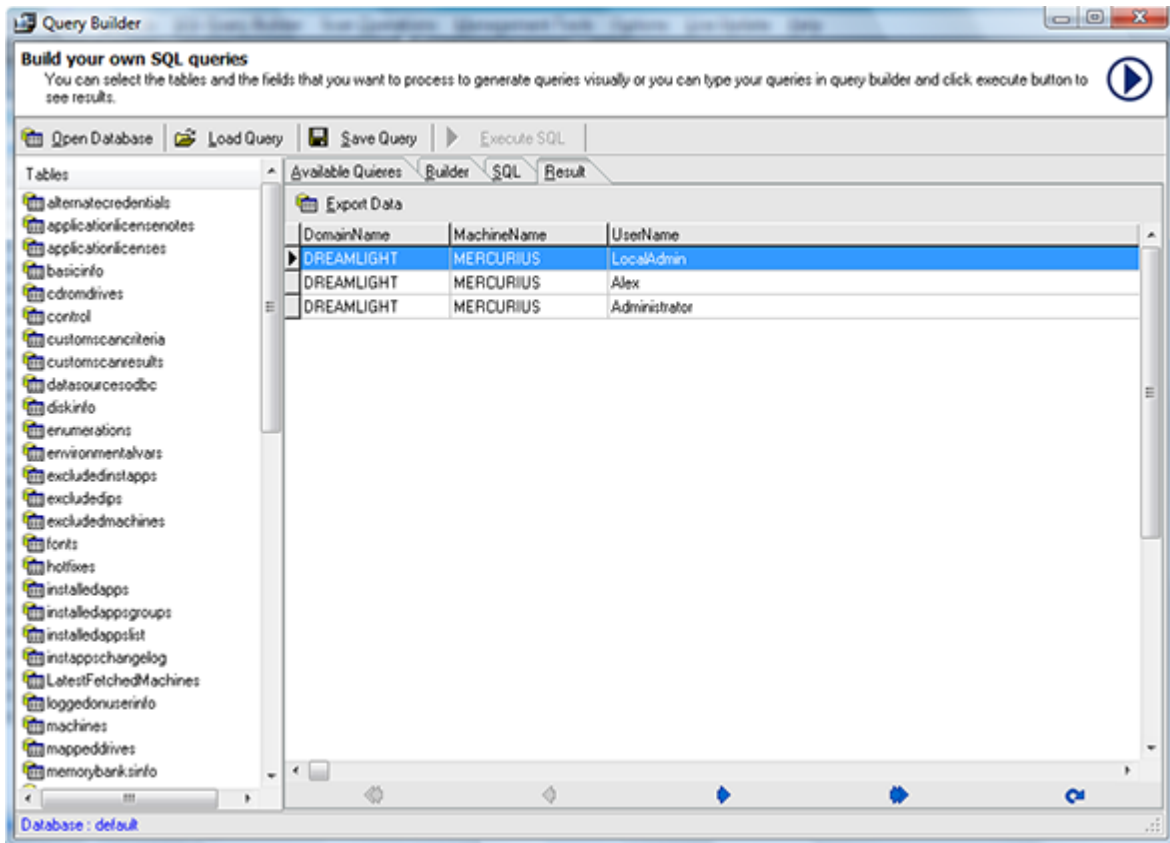 Query Builder
Build your own SQL queries
You can select the tables and the fields that you want to process to generate queries visually or you can type your queries in query builder and click execute button to
see results.
Open Database Load Query Save Query Execute SQL
Tables
Available Quieres Builder SQL Result
Export Data
DomainName MachineName UserName
DREAMLIGHT MERCURIUS LocalAdmin
DREAMLIGHT MERCURIUS Alex
DREAMLIGHT MERCURIUS Administrator
alternatecredentials
applicationlicensenotes
applicationlicenses
basicinfo
cdromdrives
control
customscancriteria
customscanresults
datasourcesodbc
diskinfo
enumerations
environmentalvars
excludedinstapps
excludedips
excludedmachines
fonts
hotfixes
installedapps
installedappsgroups
installedappslist
instappschangelog
LatestFetchedMachines
loggedonuserinfo
machines
mappeddrives
memorybanksinfo
Database : default